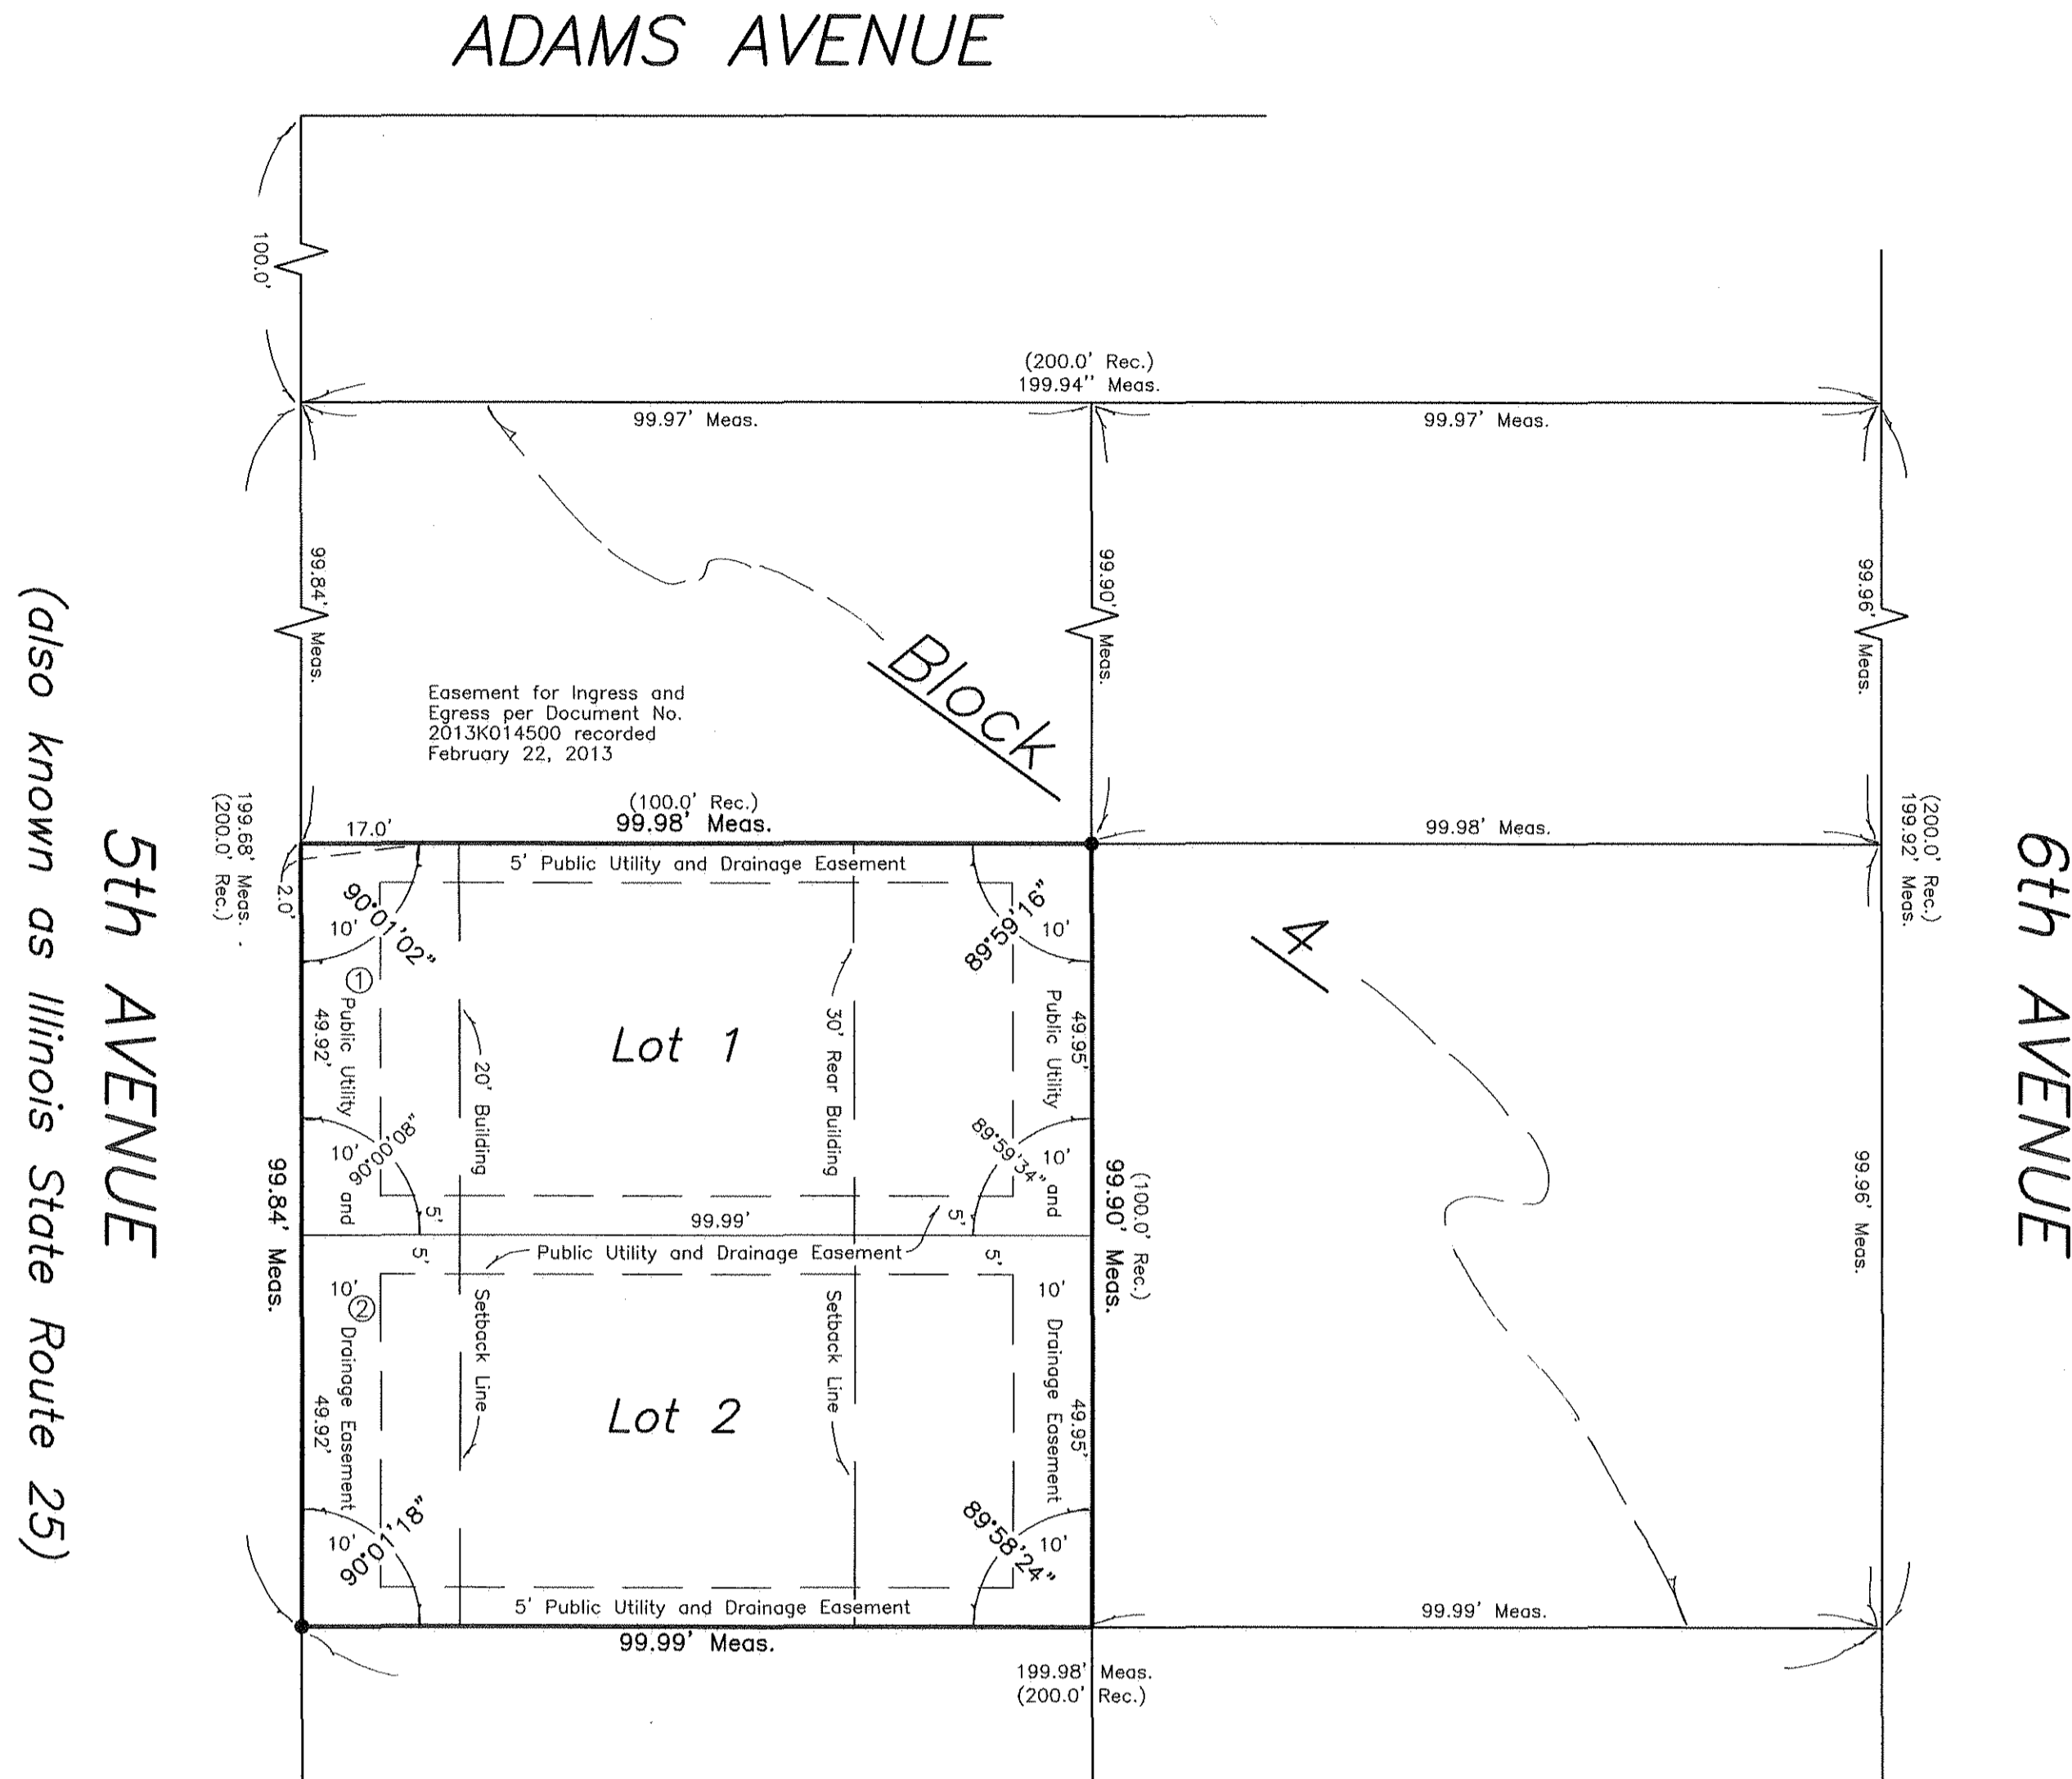 ADAMS AVENUE
100.0'
(200.0' Rec.)
199.94" Meas.
99.97' Meas.
99.97' Meas.
99.84' Meas.
99.90' Meas.
99.96' Meas.
Block
Easement for Ingress and
Egress per Document No.
2013K014500 recorded
February 22, 2013
(100.0' Rec.)
99.98' Meas.
17.0'
99.98' Meas.
199.68' Meas.
(200.0' Rec.)
2.0'
(200.0' Rec.)
199.92' Meas.
5' Public Utility and Drainage Easement
90°01'02"
10'
89°59'16"
10'
4
1
Public Utility and
49.92'
20' Building
Lot 1
30' Rear Building
Public Utility and
49.95'
10'
90°00'08"
89°59'34"
10'
5'
99.99'
5'
99.84' Meas.
(100.0' Rec.)
99.90' Meas.
99.96' Meas.
5'
Public Utility and Drainage Easement
5'
10'
2
Drainage Easement
49.92'
Setback Line
Lot 2
Setback Line
10'
Drainage Easement
49.95'
10'
90°01'18"
89°58'24"
10'
5' Public Utility and Drainage Easement
99.99' Meas.
99.99' Meas.
199.98' Meas.
(200.0' Rec.)
5th AVENUE
(also known as Illinois State Route 25)
6th AVENUE